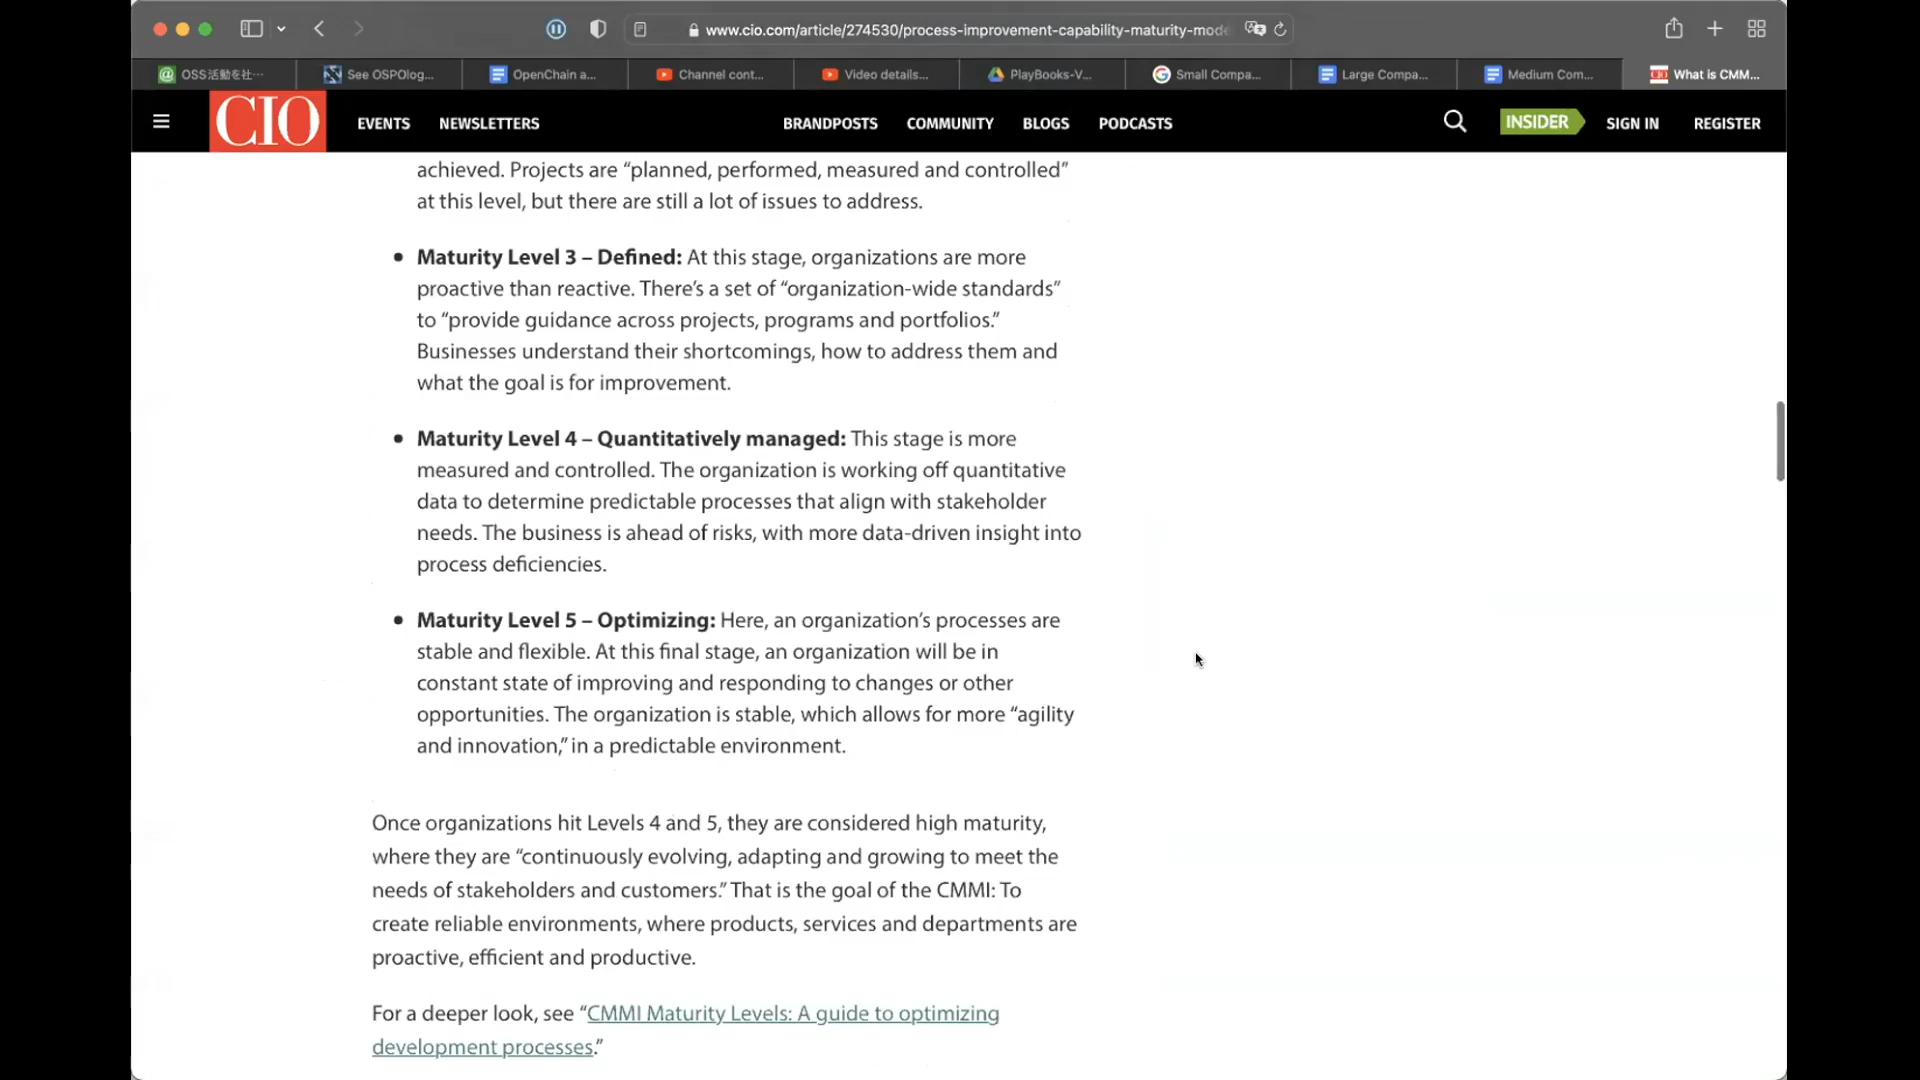 www.cio.com/article/274530/process-improvement-capability-maturity-mod
OSS活動を社… See OSPOlog... OpenChain a... Channel cont... Video details... PlayBooks-V... Small Compa... Large Compa... Medium Com... CIO What is CMM...
CIO EVENTS NEWSLETTERS BRANDPOSTS COMMUNITY BLOGS PODCASTS INSIDER SIGN IN REGISTER
achieved. Projects are “planned, performed, measured and controlled”
at this level, but there are still a lot of issues to address.
• Maturity Level 3 – Defined: At this stage, organizations are more
proactive than reactive. There’s a set of “organization-wide standards”
to “provide guidance across projects, programs and portfolios.”
Businesses understand their shortcomings, how to address them and
what the goal is for improvement.
• Maturity Level 4 – Quantitatively managed: This stage is more
measured and controlled. The organization is working off quantitative
data to determine predictable processes that align with stakeholder
needs. The business is ahead of risks, with more data-driven insight into
process deficiencies.
• Maturity Level 5 – Optimizing: Here, an organization’s processes are
stable and flexible. At this final stage, an organization will be in
constant state of improving and responding to changes or other
opportunities. The organization is stable, which allows for more “agility
and innovation,” in a predictable environment.
Once organizations hit Levels 4 and 5, they are considered high maturity,
where they are “continuously evolving, adapting and growing to meet the
needs of stakeholders and customers.” That is the goal of the CMMI: To
create reliable environments, where products, services and departments are
proactive, efficient and productive.
For a deeper look, see “CMMI Maturity Levels: A guide to optimizing
development processes.”